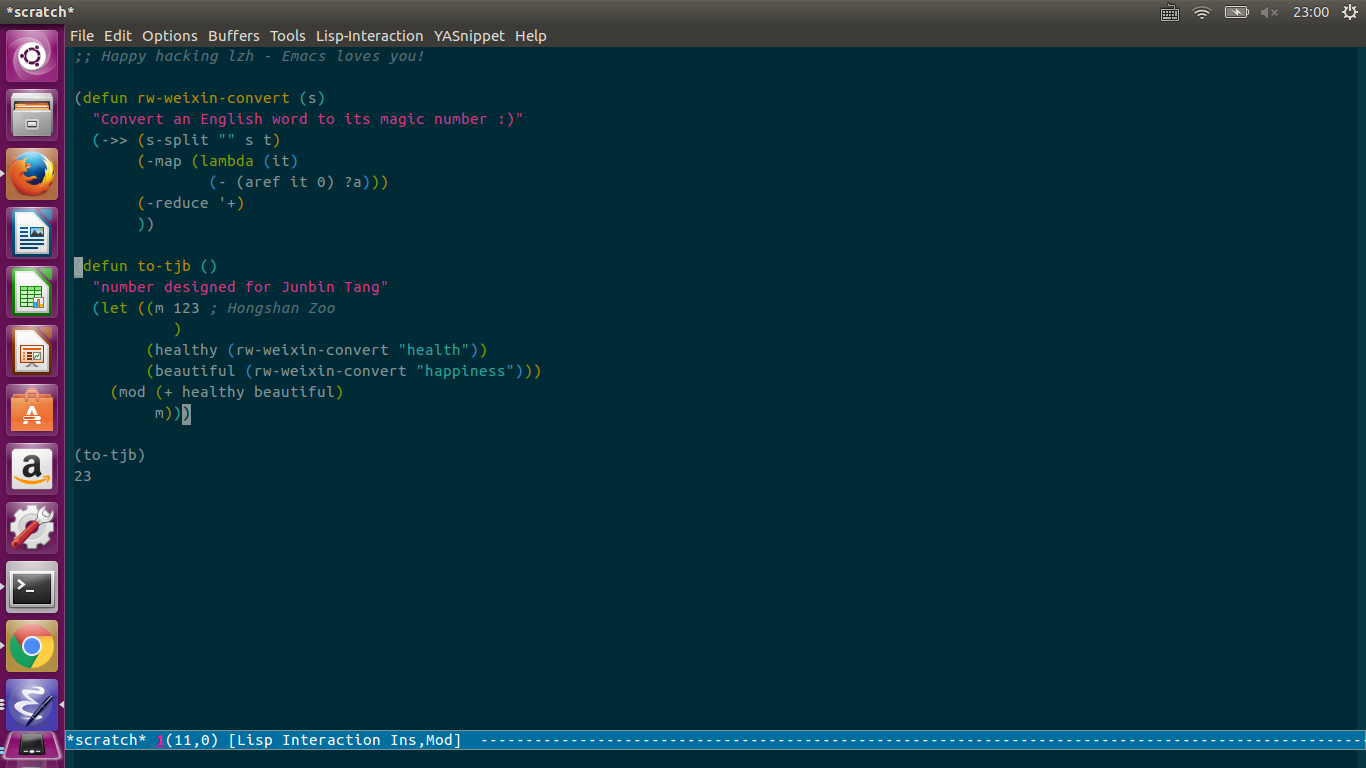 *scratch*
23:00
File Edit Options Buffers Tools Lisp-Interaction YASnippet Help
;; Happy hacking lzh - Emacs loves you!
(defun rw-weixin-convert (s)
"Convert an English word to its magic number :)"
(->> (s-split "" s t)
(-map (lambda (it)
(- (aref it 0) ?a)))
(-reduce '+)
))
(defun to-tjb ()
"number designed for Junbin Tang"
(let ((m 123 ; Hongshan Zoo
)
(healthy (rw-weixin-convert "health"))
(beautiful (rw-weixin-convert "happiness")))
(mod (+ healthy beautiful)
m)))
(to-tjb)
23
*scratch* 1(11,0) [Lisp Interaction Ins,Mod] ----------------------------------------------------------------------------------------------------